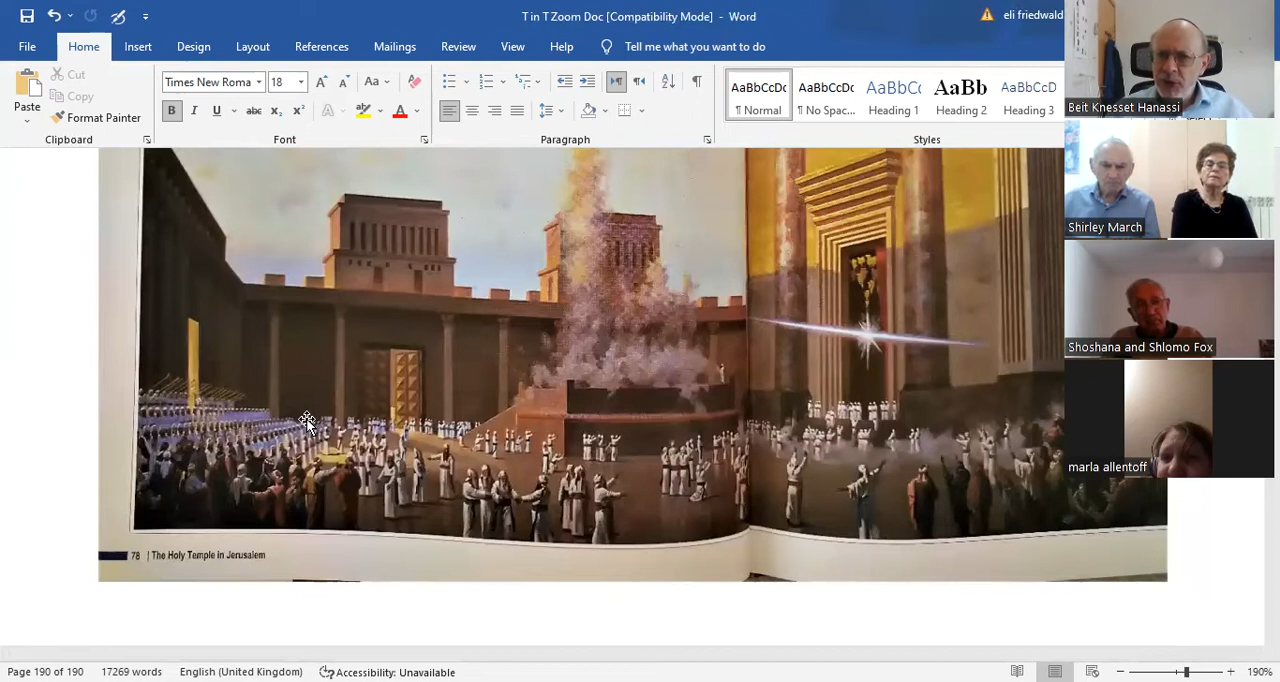 T in T Zoom Doc [Compatibility Mode] - Word
eli friedwald
File Home Insert Design Layout References Mailings Review View Help Tell me what you want to do
Paste
Cut
Copy
Format Painter
Clipboard
Times New Roma 18
Aa
B I U abc x₂ x² A A
Font
Paragraph
AaBbCcDc AaBbCcDc AaBbCc AaBb AaBbCcD
¶ Normal ¶ No Spac... Heading 1 Heading 2 Heading 3
Styles
Beit Knesset Hanassi
Shirley March
Shoshana and Shlomo Fox
marla allentoff
78 | The Holy Temple in Jerusalem
Page 190 of 190 17269 words English (United Kingdom) Accessibility: Unavailable 190%